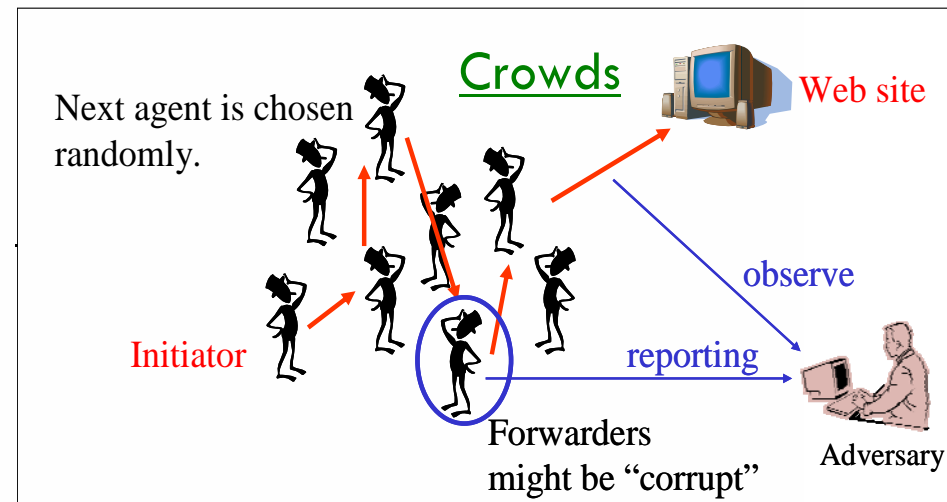 Crowds
Next agent is chosen
randomly.
Web site
observe
Initiator
reporting
Forwarders
might be “corrupt”
Adversary